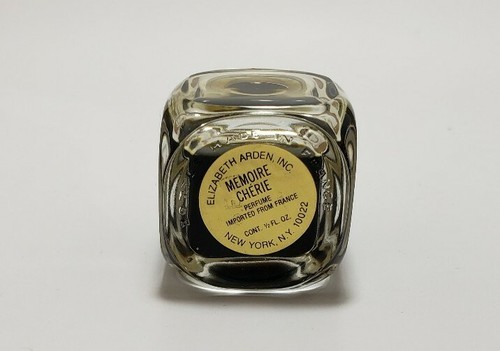 ELIZABETH ARDEN, INC.
MÉMOIRE
CHÉRIE
PERFUME
IMPORTED FROM FRANCE
CONT. ½ FL. OZ.
NEW YORK, N.Y. 10022